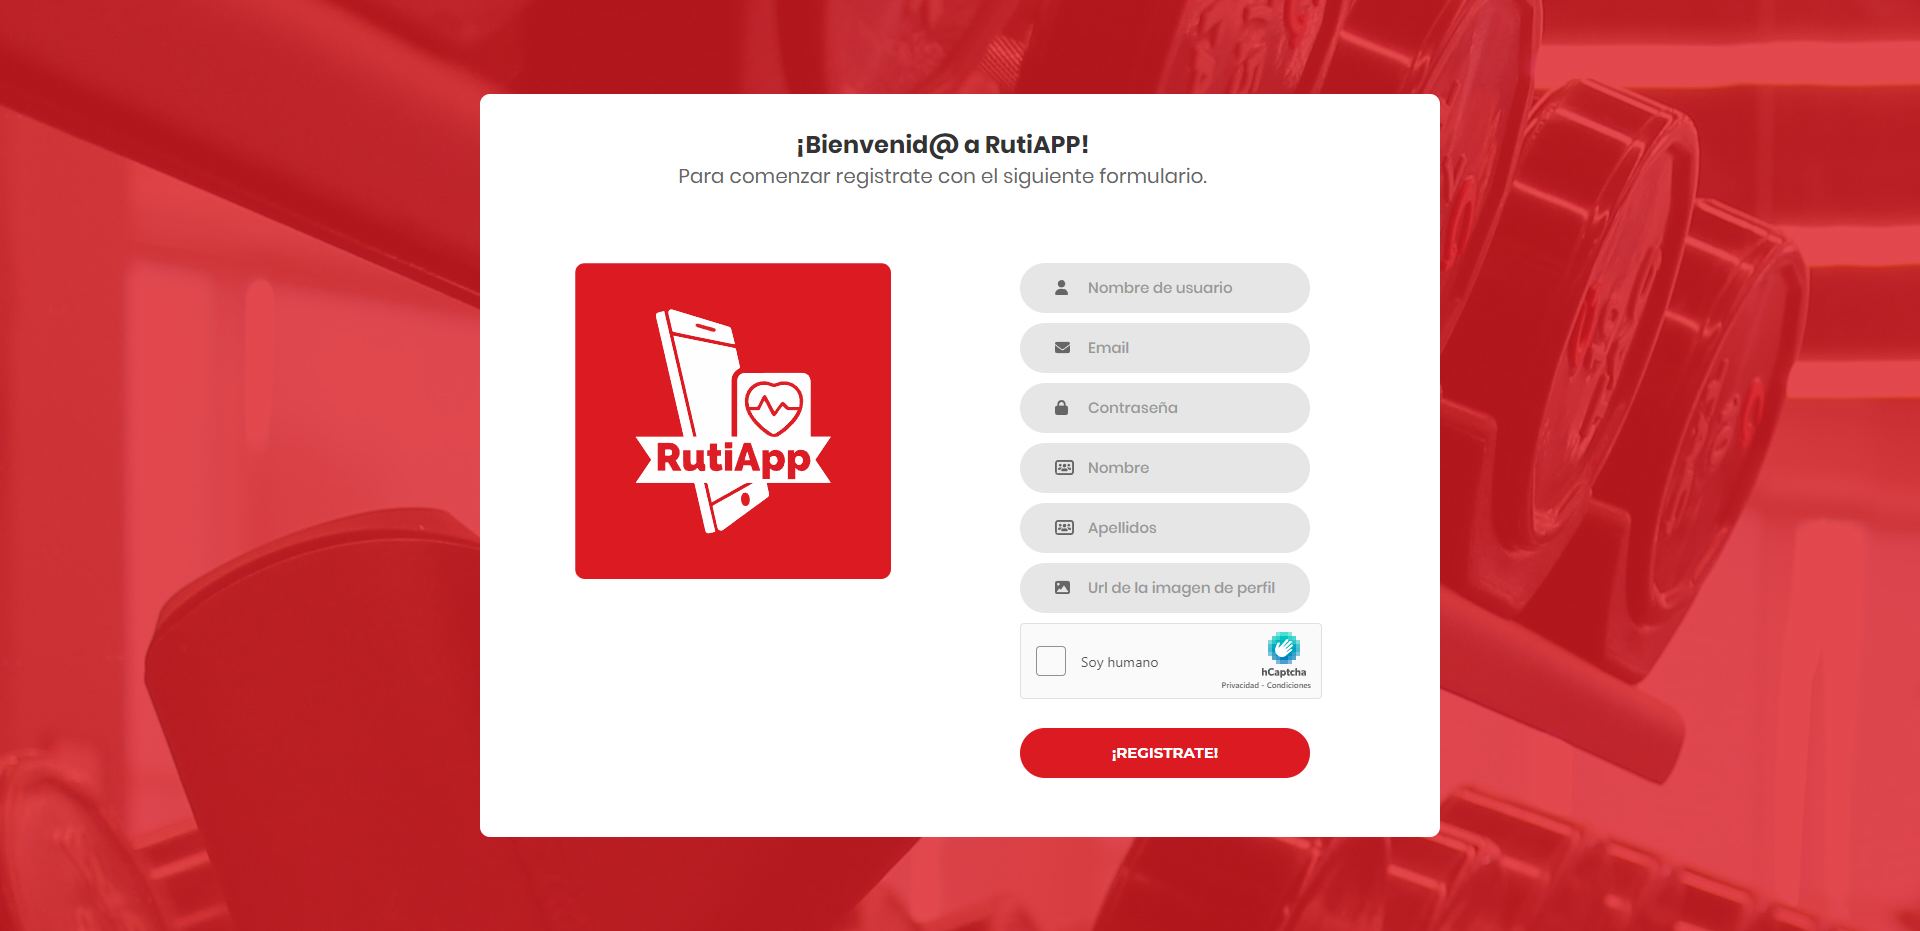 ¡Bienvenid@ a RutiAPP!
Para comenzar registrate con el siguiente formulario.
RutiApp
Nombre de usuario
Email
Contraseña
Nombre
Apellidos
Url de la imagen de perfil
Soy humano
hCaptcha
Privacidad - Condiciones
¡REGISTRATE!